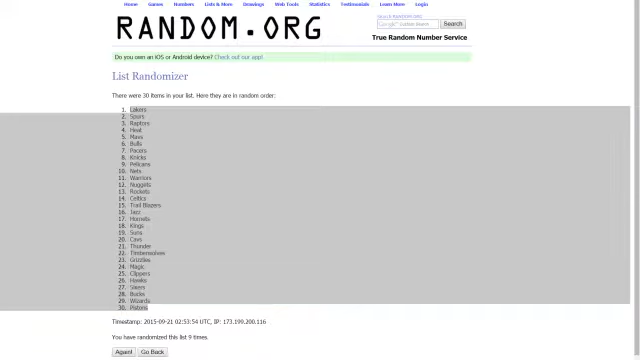 Home Games Numbers Lists & More Drawings Web Tools Statistics Testimonials Learn More Login
RANDOM.ORG
Search RANDOM.ORG
Google Search
True Random Number Service
Do you own an iOS or Android device? Check out our app!
List Randomizer
There were 30 items in your list. Here they are in random order:
1. Lakers
2. Spurs
3. Raptors
4. Heat
5. Mavs
6. Bulls
7. Pacers
8. Knicks
9. Pelicans
10. Nets
11. Warriors
12. Nuggets
13. Rockets
14. Celtics
15. Trail Blazers
16. Jazz
17. Hornets
18. Kings
19. Suns
20. Cavs
21. Thunder
22. Timberwolves
23. Grizzlies
24. Magic
25. Clippers
26. Hawks
27. Sixers
28. Bucks
29. Wizards
30. Pistons
Timestamp: 2015-09-21 02:53:54 UTC, IP: 173.199.200.116
You have randomized this list 9 times.
Again! Go Back